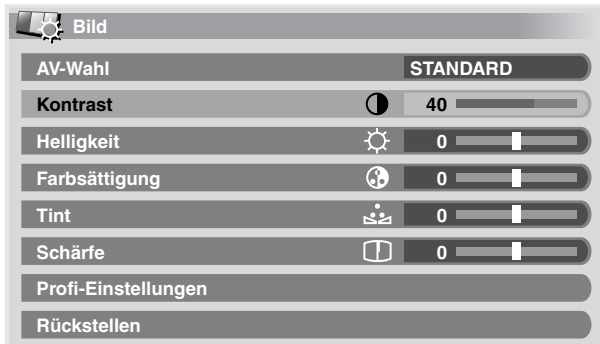 Bild
AV-Wahl STANDARD
Kontrast 40
Helligkeit 0
Farbsättigung 0
Tint 0
Schärfe 0
Profi-Einstellungen
Rückstellen